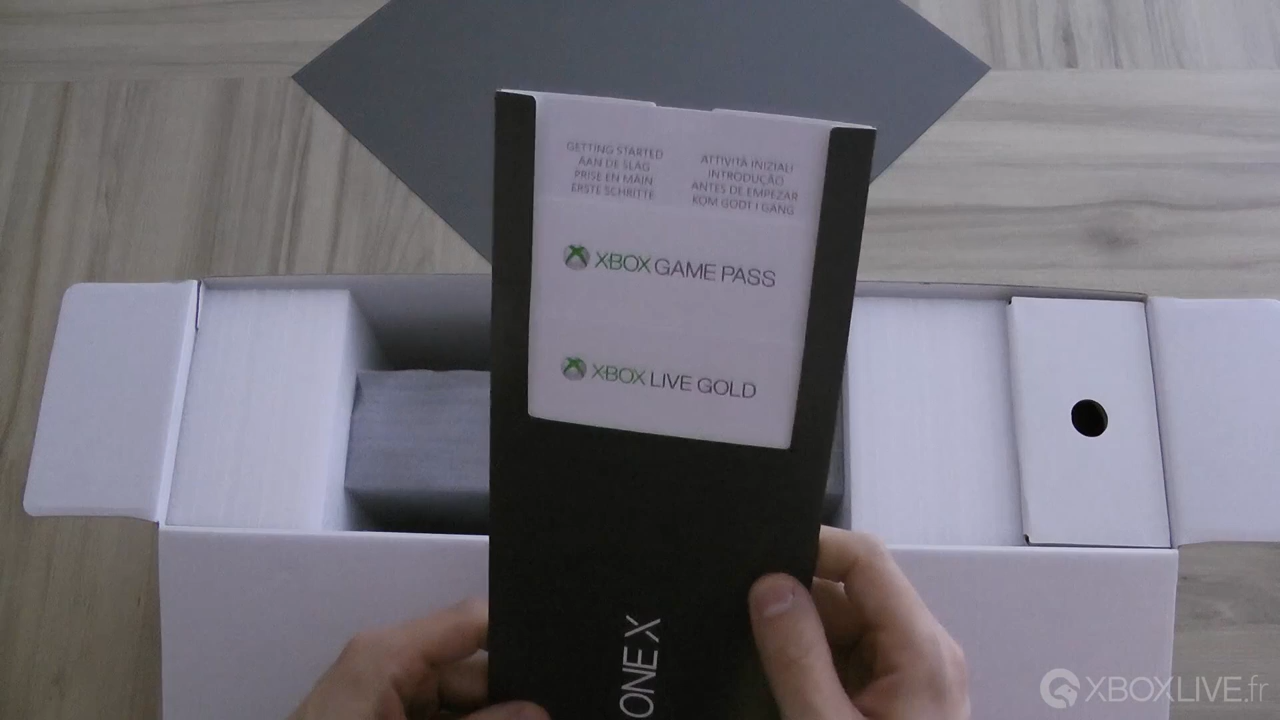 GETTING STARTED
AAN DE SLAG
PRISE EN MAIN
ERSTE SCHRITTE
ATTIVITÀ INIZIALI
INTRODUÇÃO
ANTES DE EMPEZAR
KOM GODT I GANG
XBOX GAME PASS
XBOX LIVE GOLD
ONE X
XBOXLIVE.fr